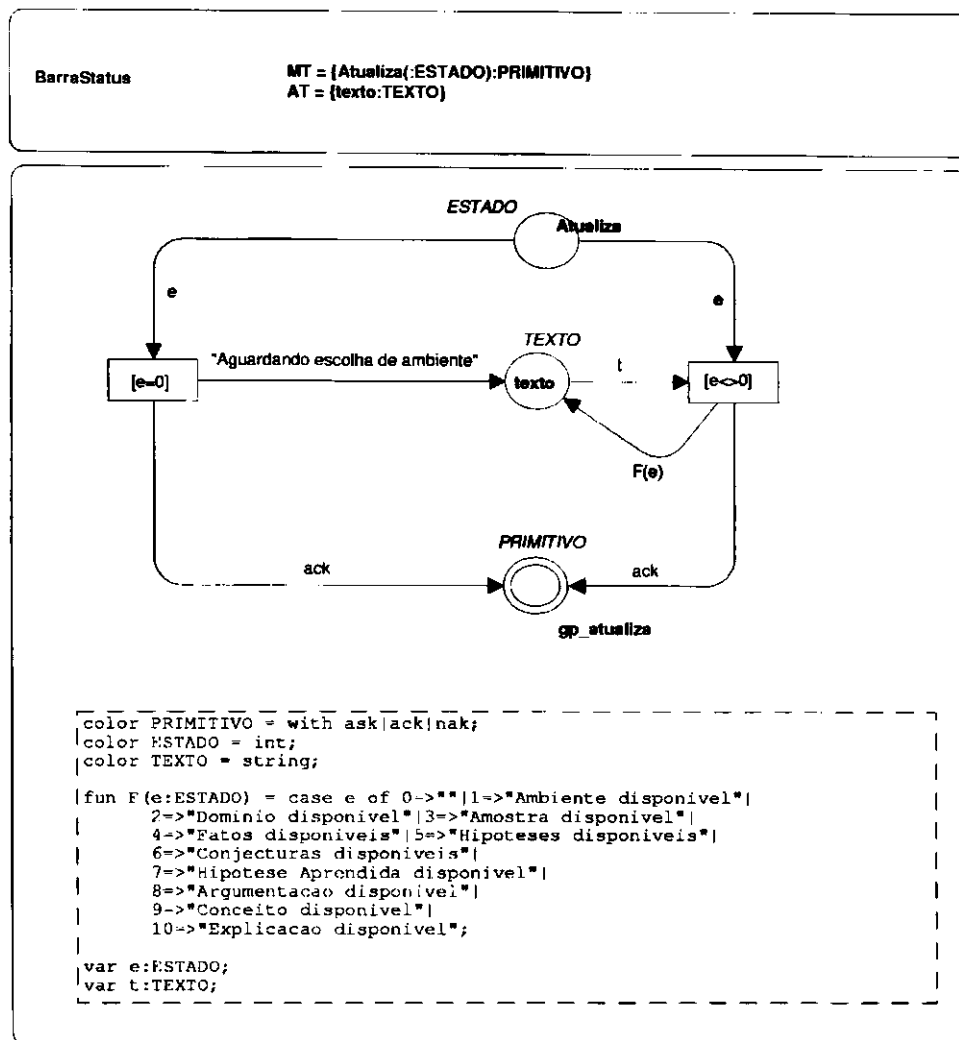 BarraStatus
MT = {Atualiza(:ESTADO):PRIMITIVO}
AT = {texto:TEXTO}
ESTADO
Atualiza
e
e
TEXTO
"Aguardando escolha de ambiente"
t
[e=0]
texto
[e<>0]
F(e)
PRIMITIVO
ack
ack
gp_atualiza
color PRIMITIVO = with ask|ack|nak;
color ESTADO = int;
color TEXTO = string;
fun F(e:ESTADO) = case e of 0=>""|1=>"Ambiente disponivel"|
2=>"Dominio disponivel"|3=>"Amostra disponivel"|
4=>"Fatos disponiveis"|5=>"Hipoteses disponiveis"|
6=>"Conjecturas disponiveis"|
7=>"Hipotese Aprendida disponivel"|
8=>"Argumentacao disponivel"|
9=>"Conceito disponivel"|
10=>"Explicacao disponivel";
var e:ESTADO;
var t:TEXTO;